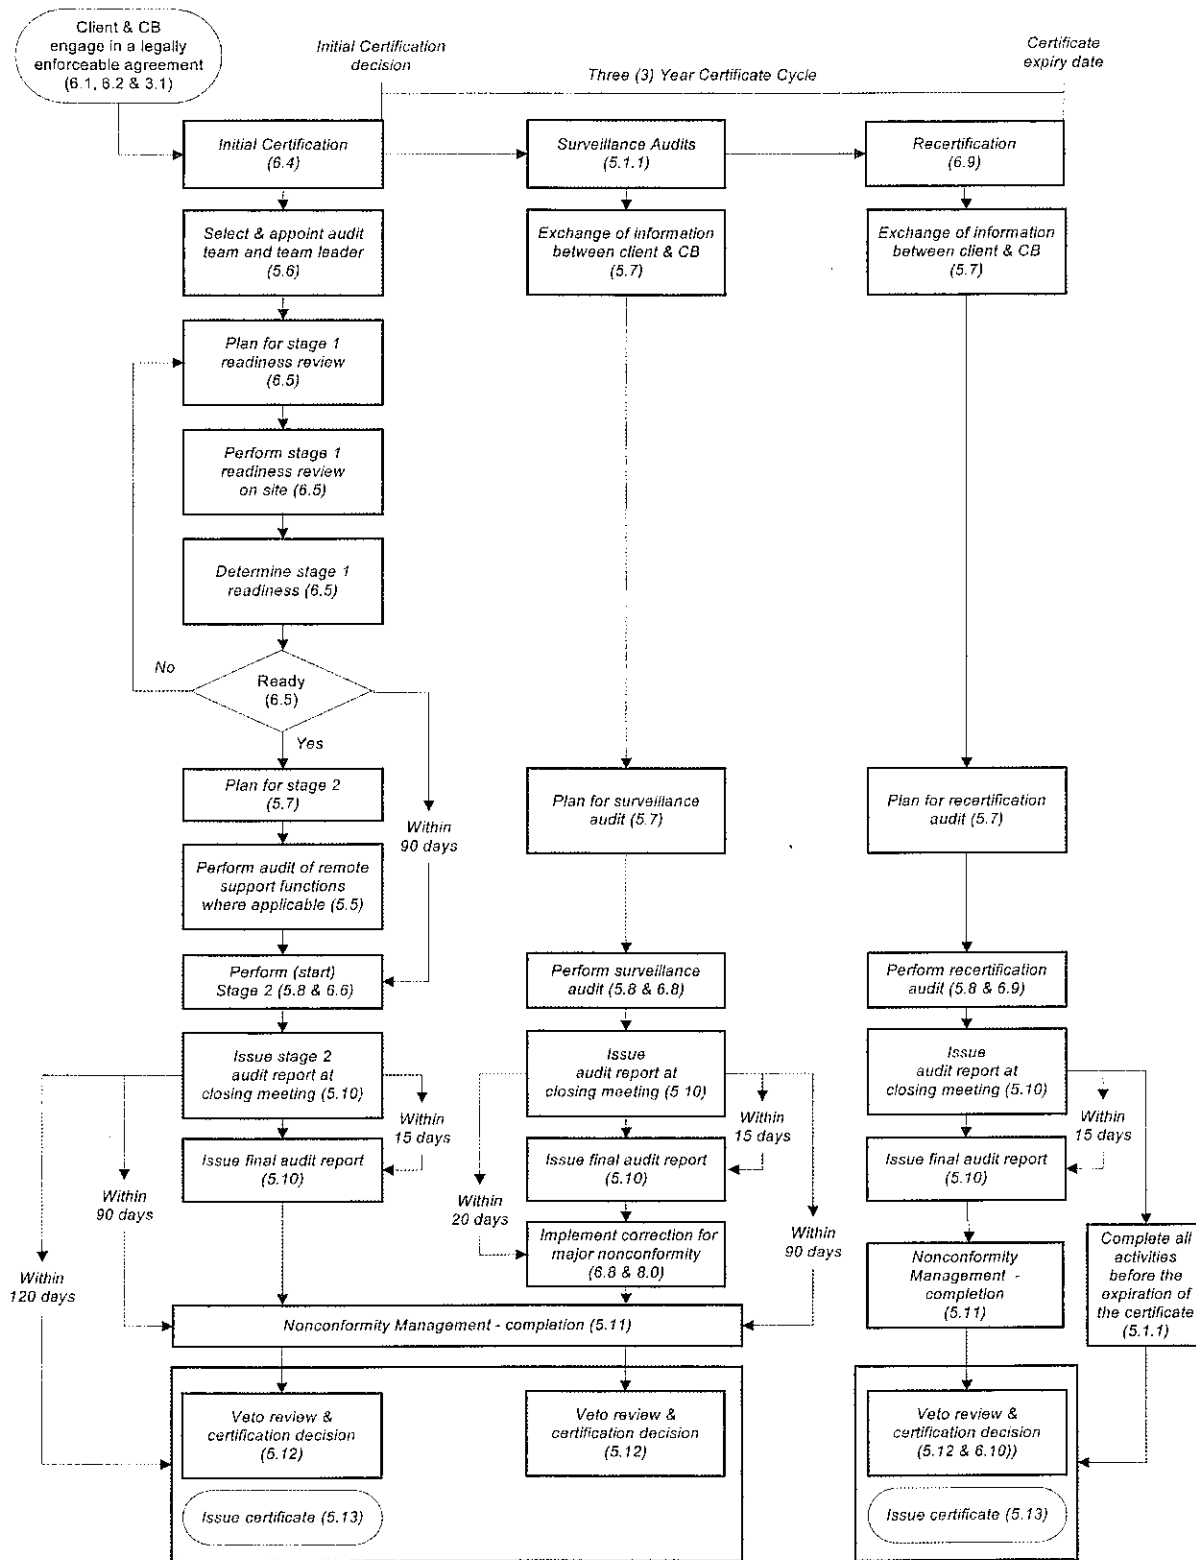 Client & CB
engage in a legally
enforceable agreement
(6.1, 6.2 & 3.1)
Initial Certification
decision
Three (3) Year Certificate Cycle
Certificate
expiry date
Initial Certification
(6.4)
Surveillance Audits
(5.1.1)
Recertification
(6.9)
Select & appoint audit
team and team leader
(5.6)
Exchange of information
between client & CB
(5.7)
Exchange of information
between client & CB
(5.7)
Plan for stage 1
readiness review
(6.5)
Perform stage 1
readiness review
on site (6.5)
Determine stage 1
readiness (6.5)
No
Ready
(6.5)
Yes
Plan for stage 2
(5.7)
Within
90 days
Plan for surveillance
audit (5.7)
Plan for recertification
audit (5.7)
Perform audit of remote
support functions
where applicable (5.5)
Perform (start)
Stage 2 (5.8 & 6.6)
Perform surveillance
audit (5.8 & 6.8)
Perform recertification
audit (5.8 & 6.9)
Issue stage 2
audit report at
closing meeting (5.10)
Issue
audit report at
closing meeting (5 10)
Issue
audit report at
closing meeting (5.10)
Within
15 days
Within
15 days
Within
15 days
Issue final audit report
(5.10)
Issue final audit report
(5.10)
Issue final audit report
(5.10)
Within
90 days
Within
20 days
Within
90 days
Implement correction for
major nonconformity
(6.8 & 8.0)
Within
120 days
Nonconformity
Management -
completion
(5.11)
Complete all
activities
before the
expiration of
the certificate
(5.1.1)
Nonconformity Management - completion (5.11)
Veto review &
certification decision
(5.12)
Veto review &
certification decision
(5.12)
Veto review &
certification decision
(5.12 & 6.10))
Issue certificate (5.13)
Issue certificate (5.13)